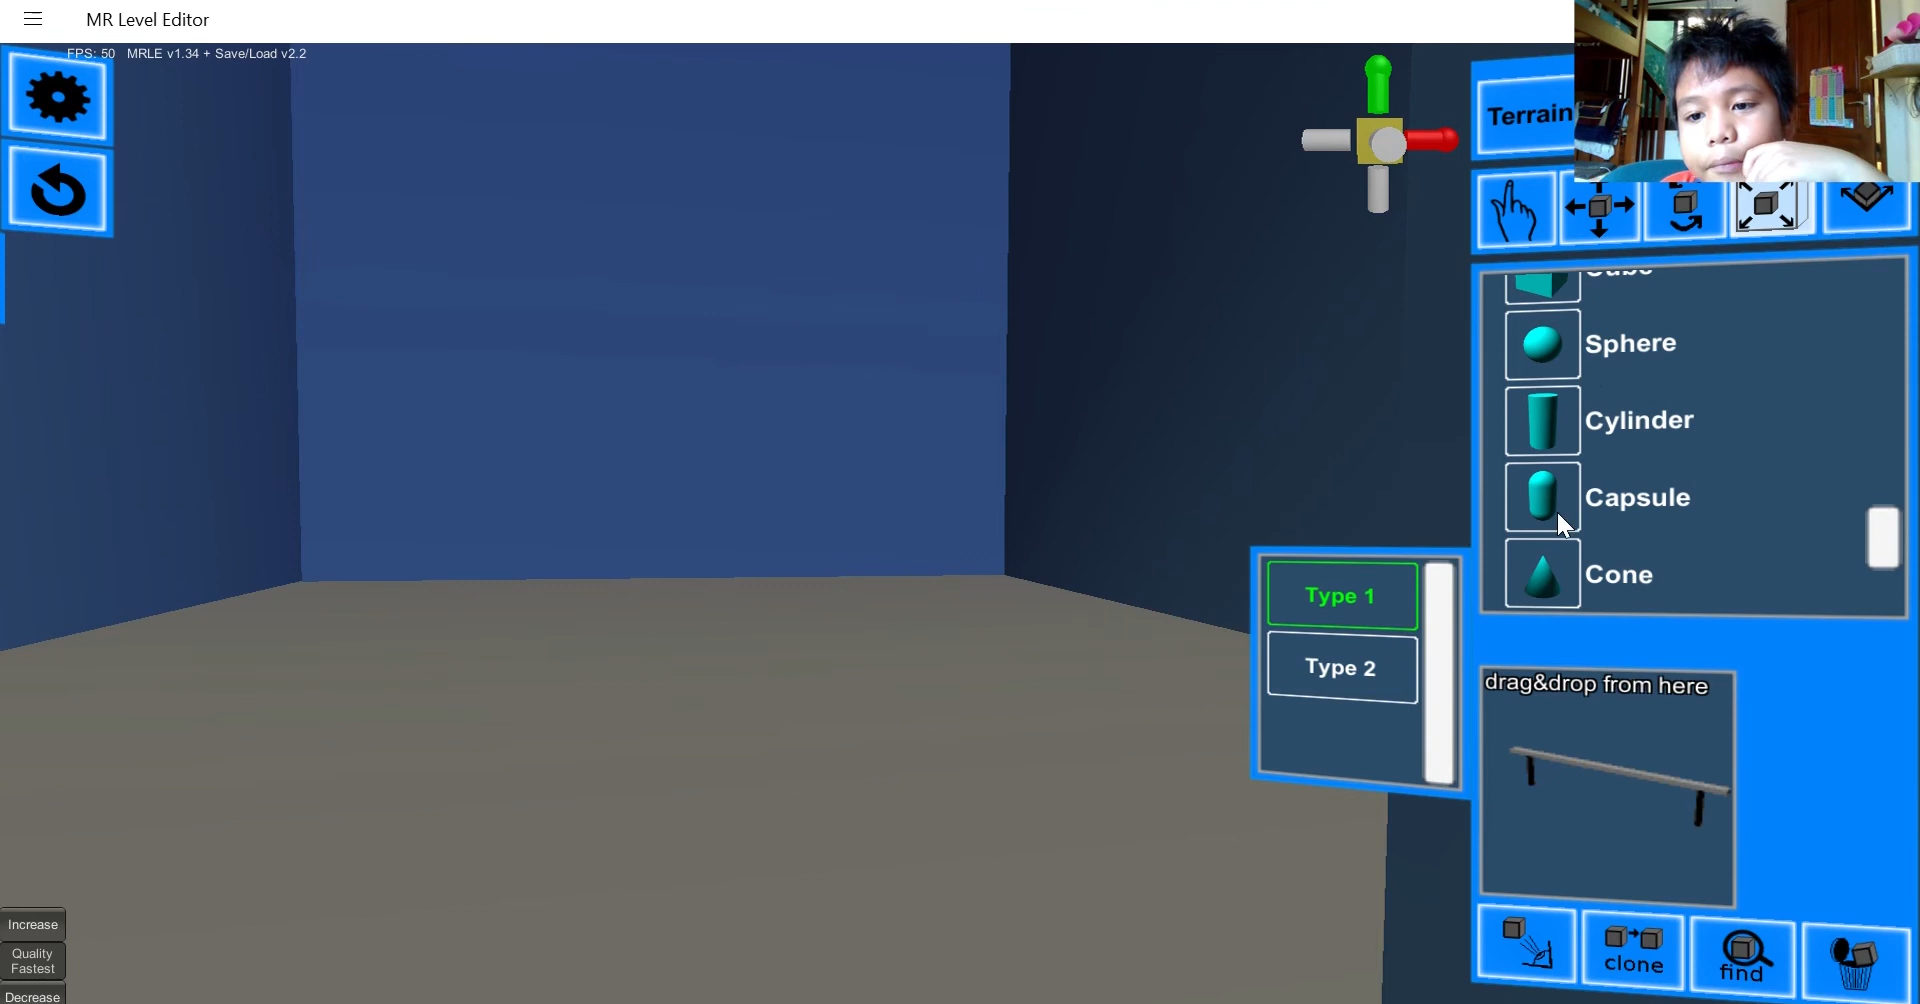 MR Level Editor
FPS: 50 MRLE v1.34 + Save/Load v2.2
Terrain
Cube
Sphere
Cylinder
Capsule
Cone
Type 1
Type 2
drag&drop from here
clone
find
Increase
Quality
Fastest
Decrease